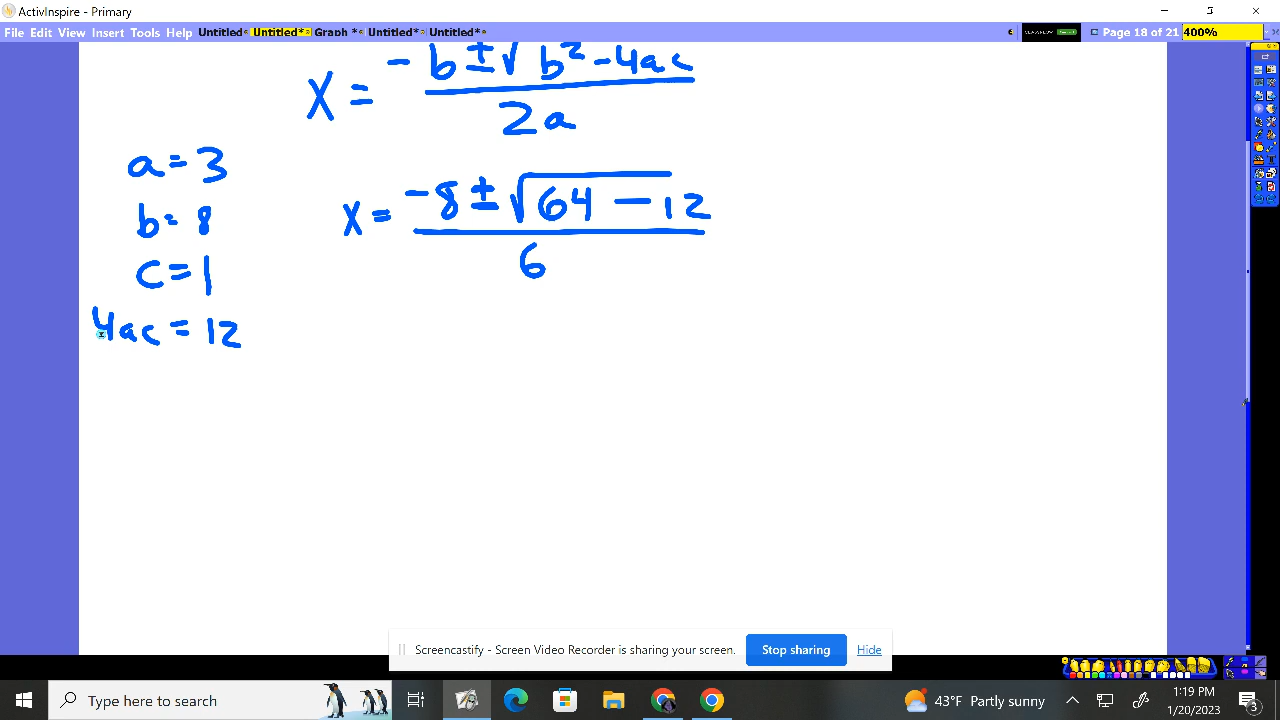 ActivInspire - Primary
File Edit View Insert Tools Help Untitled* Untitled* Graph * Untitled* Untitled* Page 18 of 21 400%
x = -b ± √b² - 4ac
2a
a = 3
b = 8
c = 1
4ac = 12
x = -8 ± √64 - 12
6
Screencastify - Screen Video Recorder is sharing your screen. Stop sharing Hide
Type here to search
43°F Partly sunny
1:19 PM
1/20/2023
3